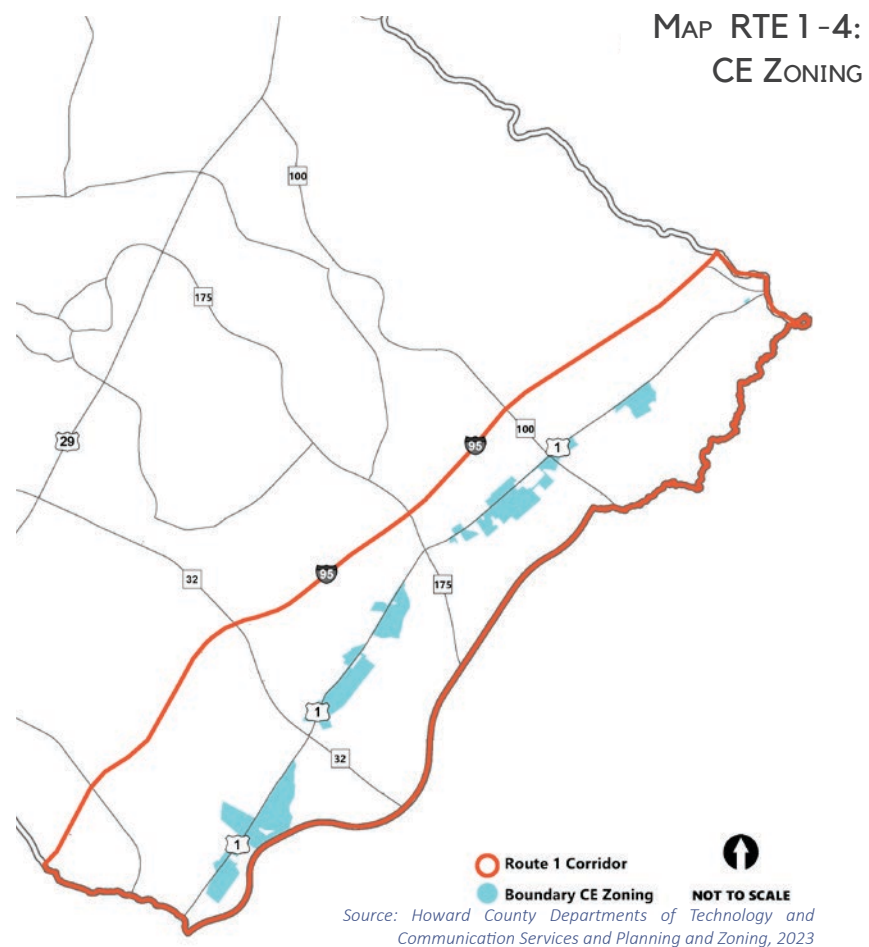 MAP RTE 1-4:
CE ZONING
100
175
29
95
100
1
95
32
175
1
32
1
Route 1 Corridor
Boundary CE Zoning
NOT TO SCALE
Source: Howard County Departments of Technology and
Communication Services and Planning and Zoning, 2023